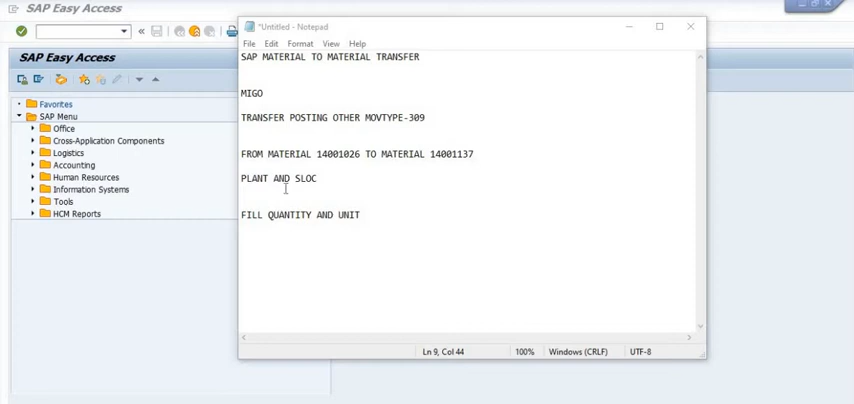 SAP Easy Access
*Untitled - Notepad
File Edit Format View Help
SAP Easy Access
Favorites
SAP Menu
Office
Cross-Application Components
Logistics
Accounting
Human Resources
Information Systems
Tools
HCM Reports
SAP MATERIAL TO MATERIAL TRANSFER
MIGO
TRANSFER POSTING OTHER MOVTYPE-309
FROM MATERIAL 14001026 TO MATERIAL 14001137
PLANT AND SLOC
FILL QUANTITY AND UNIT
Ln 9, Col 44 100% Windows (CRLF) UTF-8